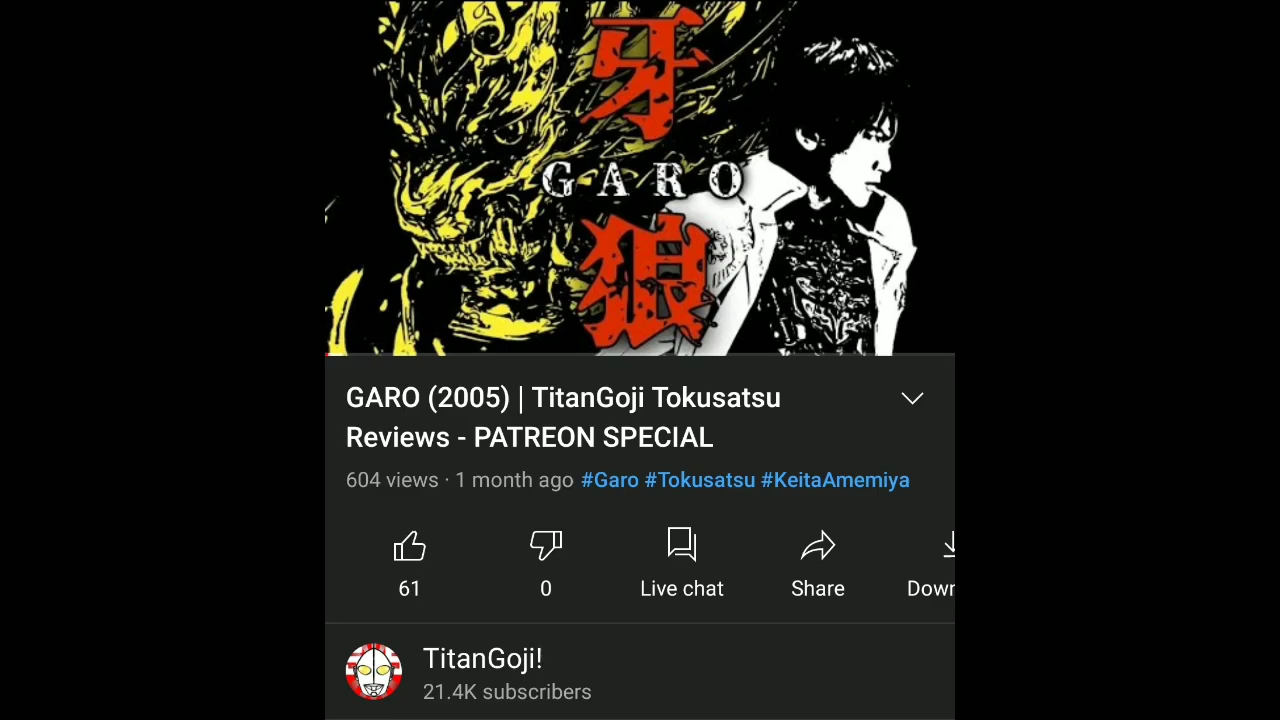 牙
GARO
狼
GARO (2005) | TitanGoji Tokusatsu
Reviews - PATREON SPECIAL
604 views · 1 month ago #Garo #Tokusatsu #KeitaAmemiya
61 0 Live chat Share Down
TitanGoji!
21.4K subscribers